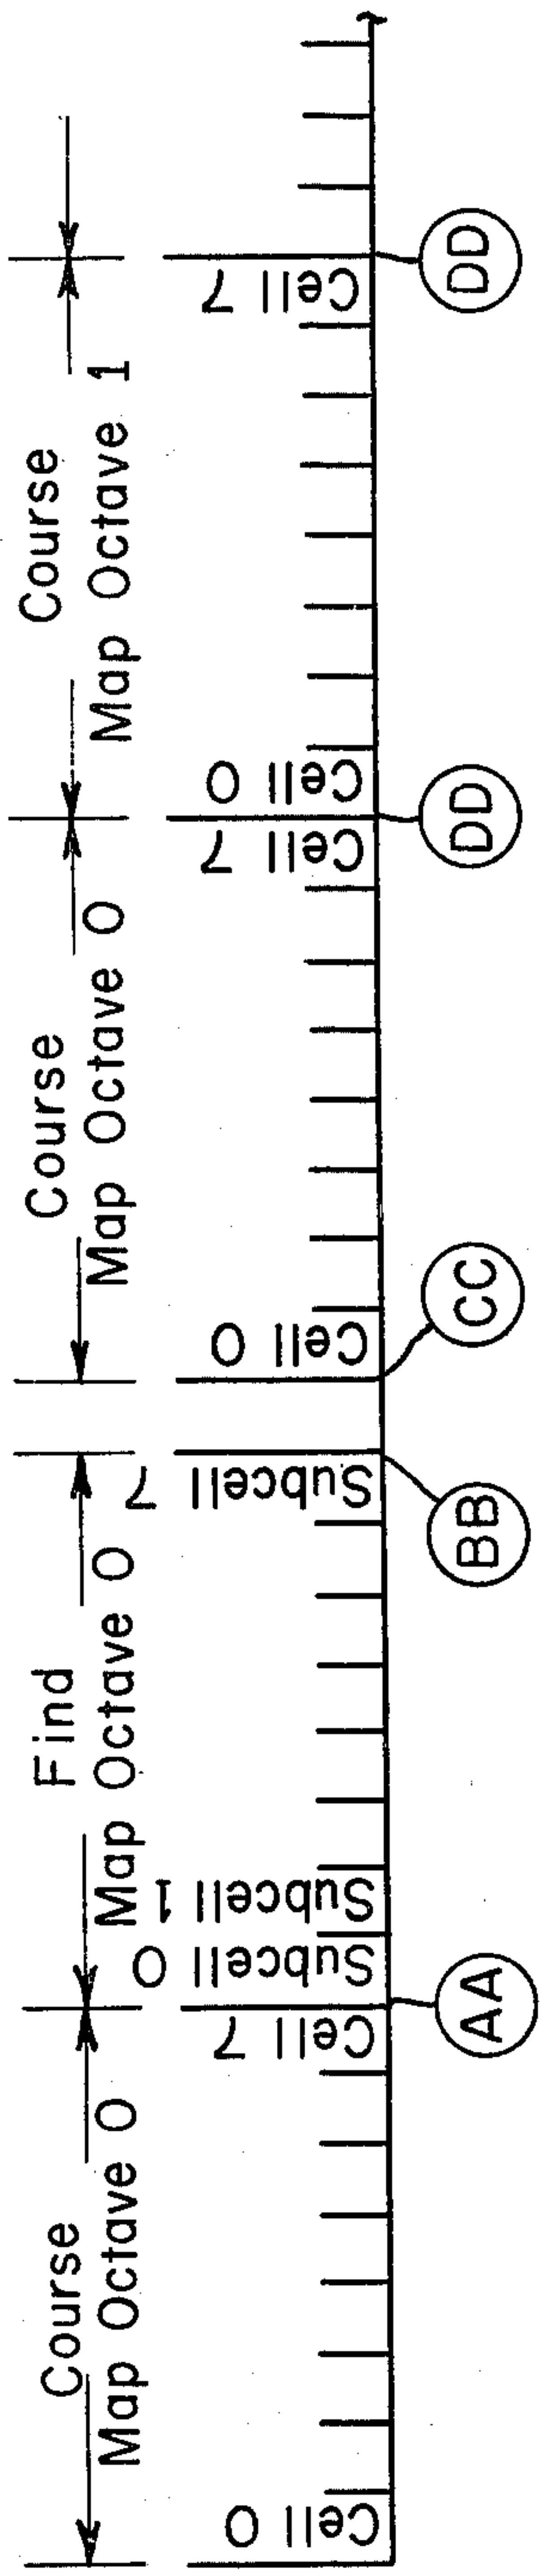 Course
Map Octave 0
Find
Map Octave 0
Course
Map Octave 0
Course
Map Octave 1
Cell 0
Cell 7
Subcell 0
Subcell 1
Subcell 7
Cell 0
Cell 7
Cell 0
Cell 7
AA
BB
CC
DD
DD